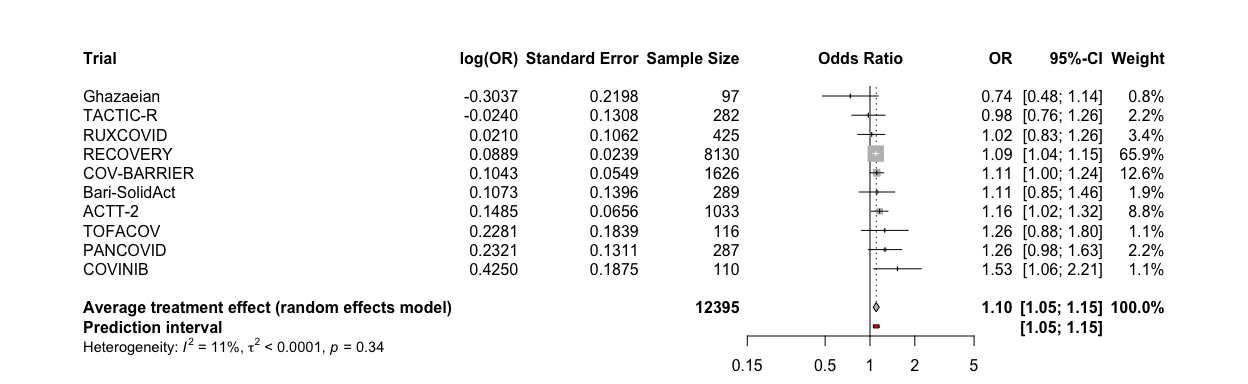 Trial log(OR) Standard Error Sample Size Odds Ratio OR 95%-CI Weight
Ghazaeian -0.3037 0.2198 97 0.74 [0.48; 1.14] 0.8%
TACTIC-R -0.0240 0.1308 282 0.98 [0.76; 1.26] 2.2%
RUXCOVID 0.0210 0.1062 425 1.02 [0.83; 1.26] 3.4%
RECOVERY 0.0889 0.0239 8130 1.09 [1.04; 1.15] 65.9%
COV-BARRIER 0.1043 0.0549 1626 1.11 [1.00; 1.24] 12.6%
Bari-SolidAct 0.1073 0.1396 289 1.11 [0.85; 1.46] 1.9%
ACTT-2 0.1485 0.0656 1033 1.16 [1.02; 1.32] 8.8%
TOFACOV 0.2281 0.1839 116 1.26 [0.88; 1.80] 1.1%
PANCOVID 0.2321 0.1311 287 1.26 [0.98; 1.63] 2.2%
COVINIB 0.4250 0.1875 110 1.53 [1.06; 2.21] 1.1%
Average treatment effect (random effects model) 12395 1.10 [1.05; 1.15] 100.0%
Prediction interval [1.05; 1.15]
Heterogeneity: I² = 11%, τ² < 0.0001, p = 0.34
0.15 0.5 1 2 5